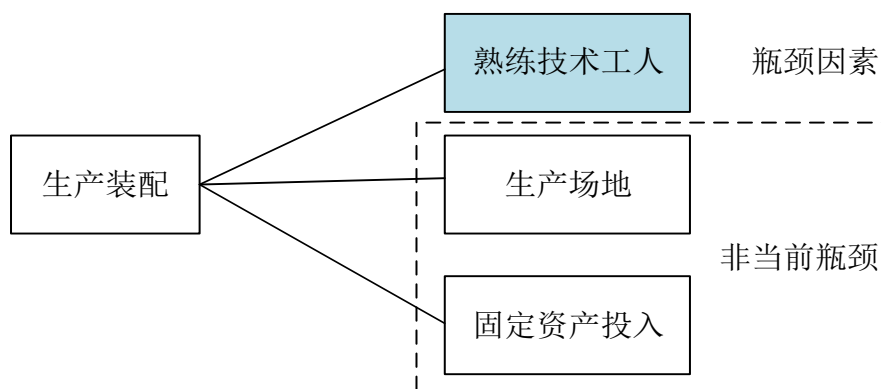 熟练技术工人
瓶颈因素
生产装配
生产场地
非当前瓶颈
固定资产投入